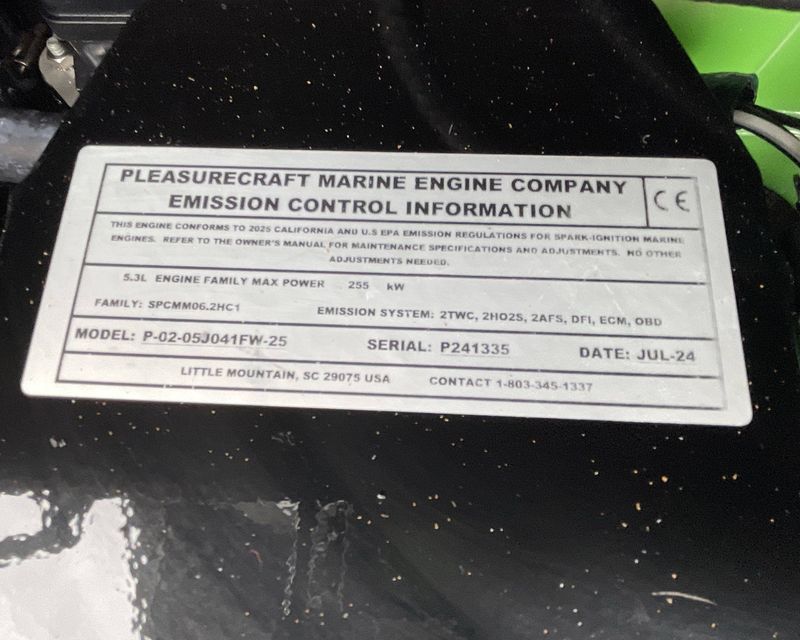 PLEASURECRAFT MARINE ENGINE COMPANY
EMISSION CONTROL INFORMATION
CE
THIS ENGINE CONFORMS TO 2025 CALIFORNIA AND U.S EPA EMISSION REGULATIONS FOR SPARK-IGNITION MARINE
ENGINES. REFER TO THE OWNER'S MANUAL FOR MAINTENANCE SPECIFICATIONS AND ADJUSTMENTS. NO OTHER
ADJUSTMENTS NEEDED.
5.3L ENGINE FAMILY MAX POWER 255 kW
FAMILY: SPCMM06.2HC1 EMISSION SYSTEM: 2TWC, 2HO2S, 2AFS, DFI, ECM, OBD
MODEL: P-02-05J041FW-25 SERIAL: P241335 DATE: JUL-24
LITTLE MOUNTAIN, SC 29075 USA CONTACT 1-803-345-1337